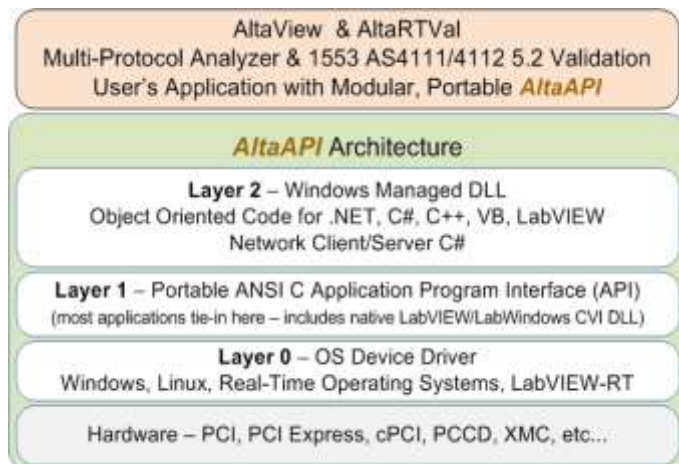 AltaView & AltaRTVal
Multi-Protocol Analyzer & 1553 AS4111/4112 5.2 Validation
User's Application with Modular, Portable AltaAPI
AltaAPI Architecture
Layer 2 – Windows Managed DLL
Object Oriented Code for .NET, C#, C++, VB, LabVIEW
Network Client/Server C#
Layer 1 – Portable ANSI C Application Program Interface (API)
(most applications tie-in here – includes native LabVIEW/LabWindows CVI DLL)
Layer 0 – OS Device Driver
Windows, Linux, Real-Time Operating Systems, LabVIEW-RT
Hardware – PCI, PCI Express, cPCI, PCCD, XMC, etc...